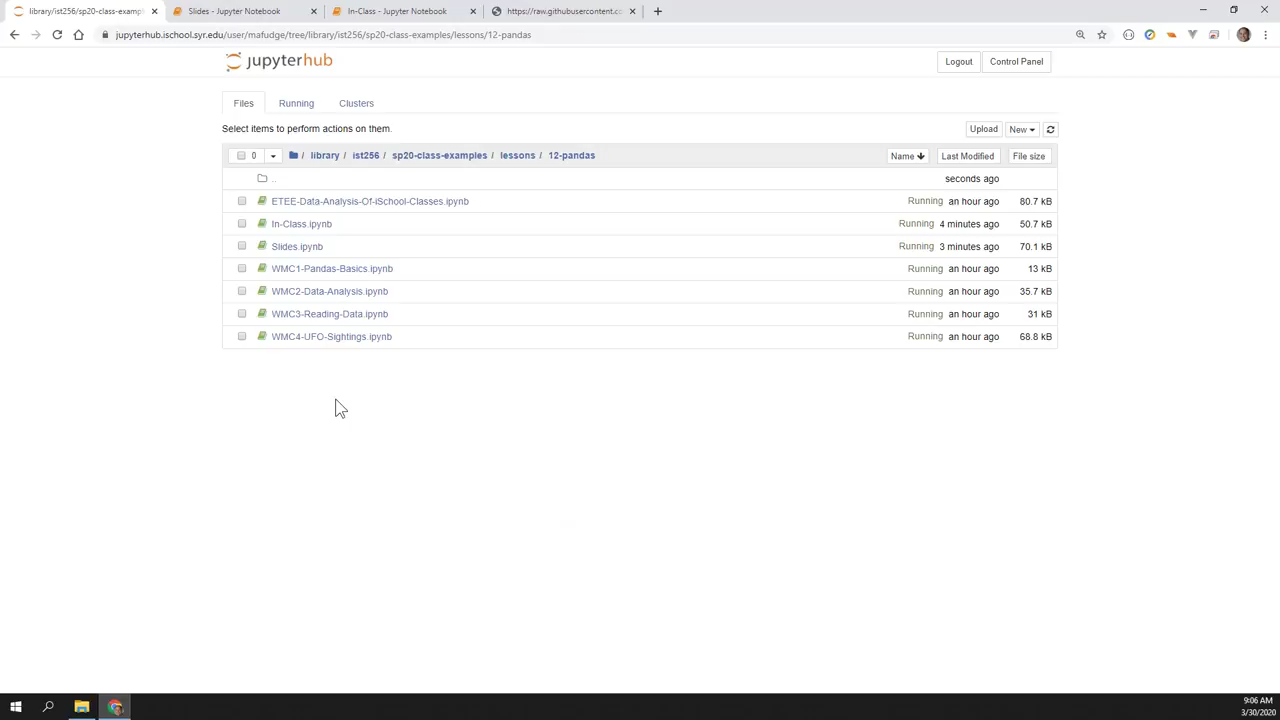 library/ist256/sp20-class-examp
Slides - Jupyter Notebook
In-Class - Jupyter Notebook
https://raw.githubusercontent.co
jupyterhub.ischool.syr.edu/user/mafudge/tree/library/ist256/sp20-class-examples/lessons/12-pandas
jupyterhub
Logout
Control Panel
Files
Running
Clusters
Select items to perform actions on them.
Upload
New
0
/ library / ist256 / sp20-class-examples / lessons / 12-pandas
Name
Last Modified
File size
..
seconds ago
ETEE-Data-Analysis-Of-iSchool-Classes.ipynb Running an hour ago 80.7 kB
In-Class.ipynb Running 4 minutes ago 50.7 kB
Slides.ipynb Running 3 minutes ago 70.1 kB
WMC1-Pandas-Basics.ipynb Running an hour ago 13 kB
WMC2-Data-Analysis.ipynb Running an hour ago 35.7 kB
WMC3-Reading-Data.ipynb Running an hour ago 31 kB
WMC4-UFO-Sightings.ipynb Running an hour ago 68.8 kB
9:06 AM
3/30/2020